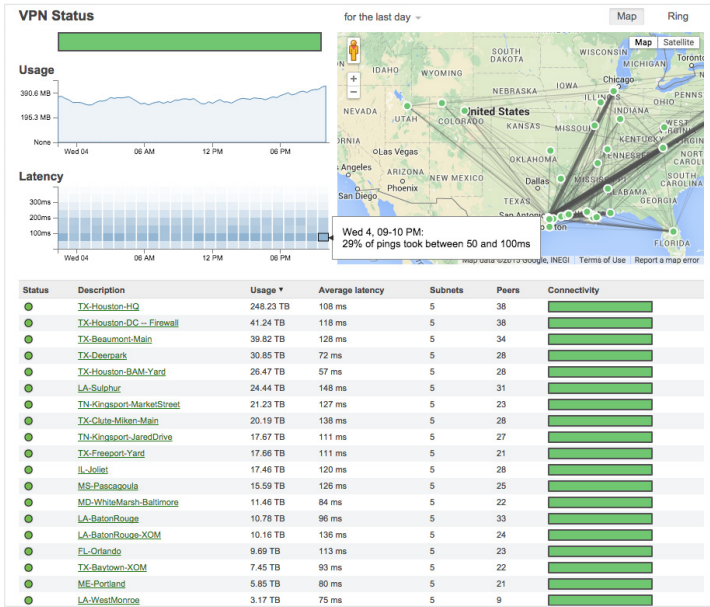 VPN Status
for the last day
Map
Ring
Usage
390.6 MB
195.3 MB
None
Wed 04
06 AM
12 PM
06 PM
Latency
300ms
200ms
100ms
Wed 04
06 AM
12 PM
06 PM
Map
Satellite
IDAHO
WYOMING
SOUTH
DAKOTA
WISCONSIN
MICHIGAN
Toronto
NEBRASKA
IOWA
Chicago
ILLINOIS
INDIANA
OHIO
PENNS
NEVADA
UTAH
COLORADO
United States
KANSAS
MISSOURI
WEST
KENTUCKY
TENNESSEE
NORTH
Las Vegas
OKLAHOMA
Angeles
ARIZONA
NEW MEXICO
Phoenix
San Diego
Dallas
MISSISSIPPI
ALABAMA
SOUTH
CAROLINA
GEORGIA
TEXAS
San Antonio
FLORIDA
Wed 4, 09-10 PM:
29% of pings took between 50 and 100ms
Map data ©2015 Google, INEGI
Terms of Use
Report a map error
Status Description Usage ▼ Average latency Subnets Peers Connectivity
TX-Houston-HQ 248.23 TB 108 ms 5 38
TX-Houston-DC -- Firewall 41.24 TB 118 ms 5 38
TX-Beaumont-Main 39.82 TB 128 ms 5 34
TX-Deerpark 30.85 TB 72 ms 5 28
TX-Houston-BAM-Yard 26.47 TB 57 ms 5 28
LA-Sulphur 24.44 TB 148 ms 5 31
TN-Kingsport-MarketStreet 21.23 TB 127 ms 5 23
TX-Clute-Miken-Main 20.19 TB 138 ms 5 28
TN-Kingsport-JaredDrive 17.67 TB 111 ms 5 27
TX-Freeport-Yard 17.66 TB 111 ms 5 21
IL-Joliet 17.46 TB 120 ms 5 28
MS-Pascagoula 15.59 TB 126 ms 5 25
MD-WhiteMarsh-Baltimore 11.46 TB 84 ms 5 22
LA-BatonRouge 10.78 TB 96 ms 5 33
LA-BatonRouge-XOM 10.16 TB 136 ms 5 24
FL-Orlando 9.69 TB 113 ms 5 23
TX-Baytown-XOM 7.45 TB 93 ms 5 22
ME-Portland 5.85 TB 80 ms 5 21
LA-WestMonroe 3.17 TB 75 ms 5 9